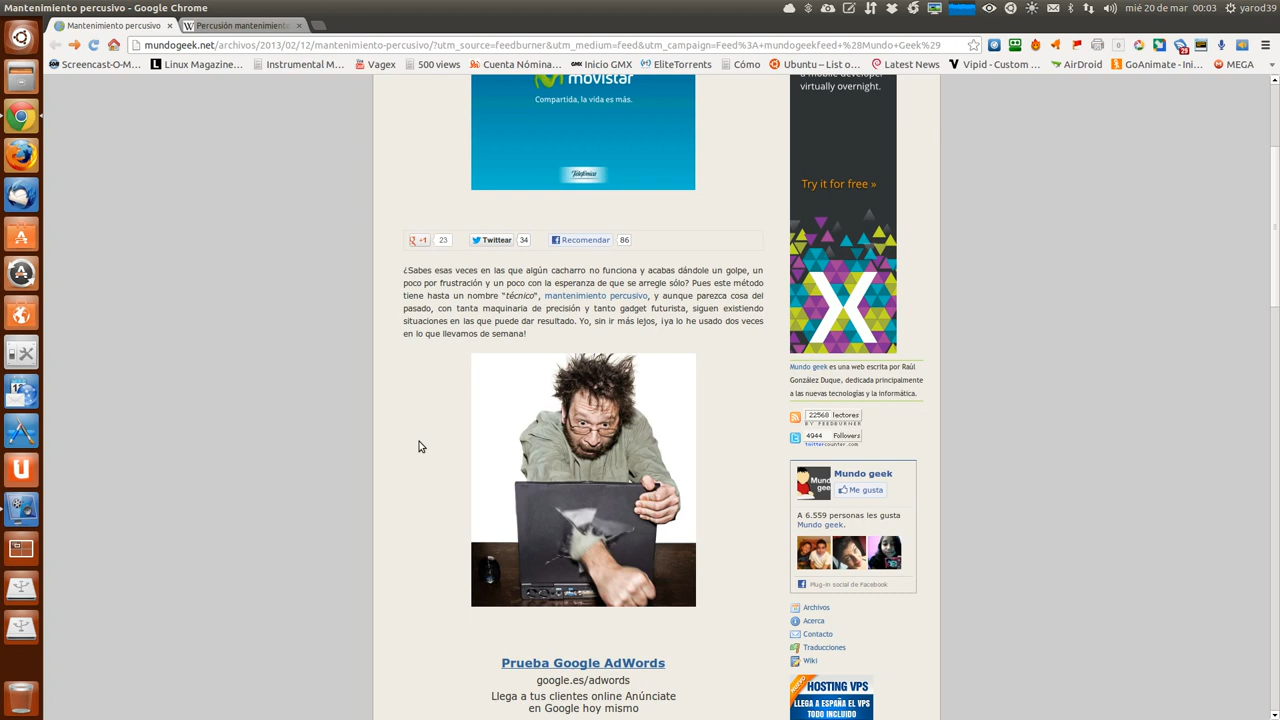 Mantenimiento percusivo - Google Chrome
mié 20 de mar 00:03 yarod39
Mantenimiento percusivo × Percusión mantenimiento ×
mundogeek.net/archivos/2013/02/12/mantenimiento-percusivo/?utm_source=feedburner&utm_medium=feed&utm_campaign=Feed%3A+mundogeekfeed+%28Mundo+Geek%29
Screencast-O-M... Linux Magazine... Instrumental M... Vagex 500 views Cuenta Nómina... GMX Inicio GMX EliteTorrents Cómo Ubuntu – List o... Latest News Vipid - Custom ... AirDroid GoAnimate - Ini... MEGA
a mobile developer
virtually overnight.
Try it for free »
movistar
Compartida, la vida es más.
Telefónica
+1 23 Twittear 34 Recomendar 86
¿Sabes esas veces en las que algún cacharro no funciona y acabas dándole un golpe, un
poco por frustración y un poco con la esperanza de que se arregle sólo? Pues este método
tiene hasta un nombre “técnico“, mantenimiento percusivo, y aunque parezca cosa del
pasado, con tanta maquinaria de precisión y tanto gadget futurista, siguen existiendo
situaciones en las que puede dar resultado. Yo, sin ir más lejos, ¡ya lo he usado dos veces
en lo que llevamos de semana!
Prueba Google AdWords
google.es/adwords
Llega a tus clientes online Anúnciate
en Google hoy mismo
Mundo geek es una web escrita por Raúl
González Duque, dedicada principalmente
a las nuevas tecnologías y la informática.
22560 lectores
BY FEEDBURNER
4944 Followers
twittercounter.com
Mundo geek
Me gusta
A 6.559 personas les gusta
Mundo geek.
Plug-in social de Facebook
Archivos
Acerca
Contacto
Traducciones
Wiki
NUEVO
HOSTING VPS
LLEGA A ESPAÑA EL VPS
TODO INCLUIDO